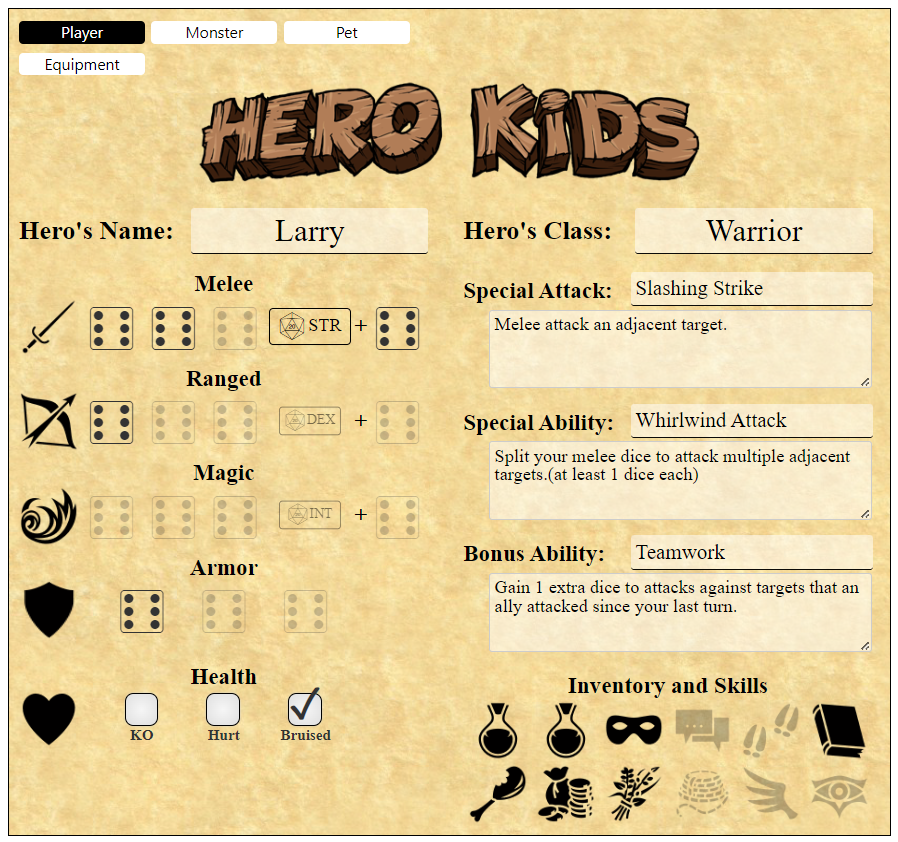 Player Monster Pet
Equipment
HERO KIDS
Hero's Name: Larry
Hero's Class: Warrior
Melee
STR +
Ranged
DEX +
Magic
INT +
Armor
Health
KO Hurt Bruised
Special Attack: Slashing Strike
Melee attack an adjacent target.
Special Ability: Whirlwind Attack
Split your melee dice to attack multiple adjacent
targets.(at least 1 dice each)
Bonus Ability: Teamwork
Gain 1 extra dice to attacks against targets that an
ally attacked since your last turn.
Inventory and Skills